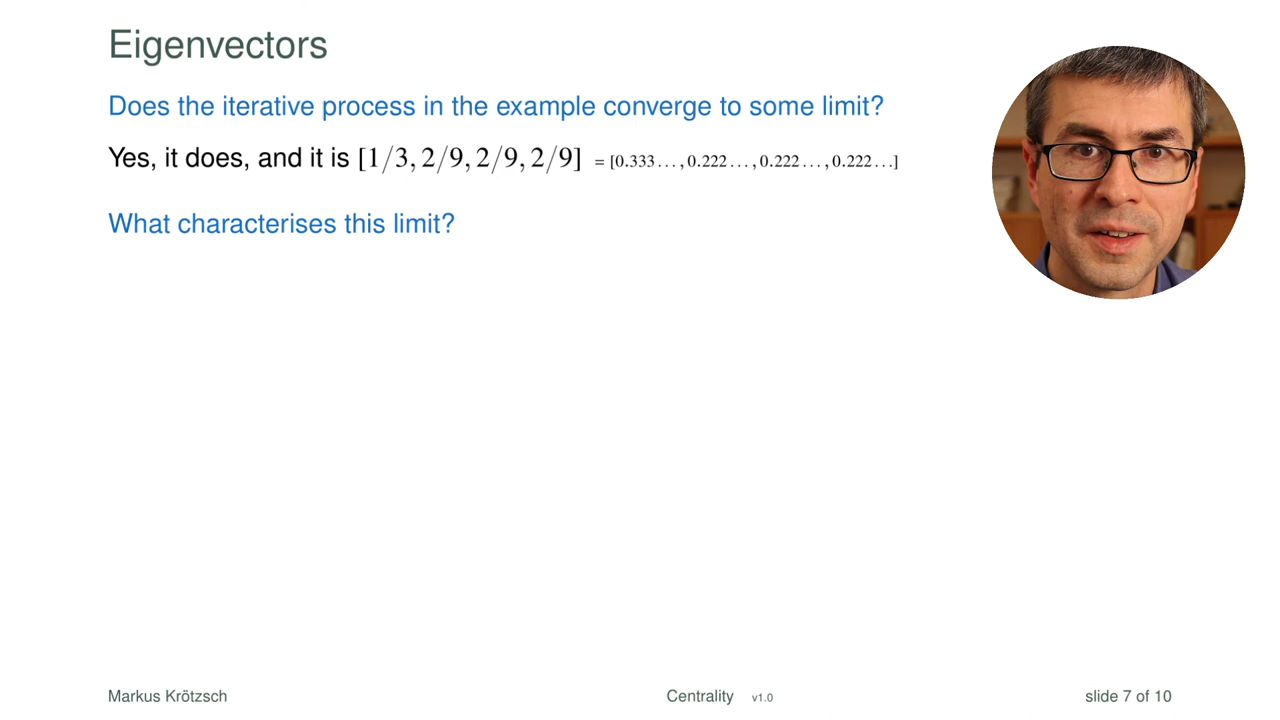 Eigenvectors
Does the iterative process in the example converge to some limit?
Yes, it does, and it is [1/3, 2/9, 2/9, 2/9] = [0.333…, 0.222…, 0.222…, 0.222…]
What characterises this limit?
Markus Krötzsch Centrality v1.0 slide 7 of 10